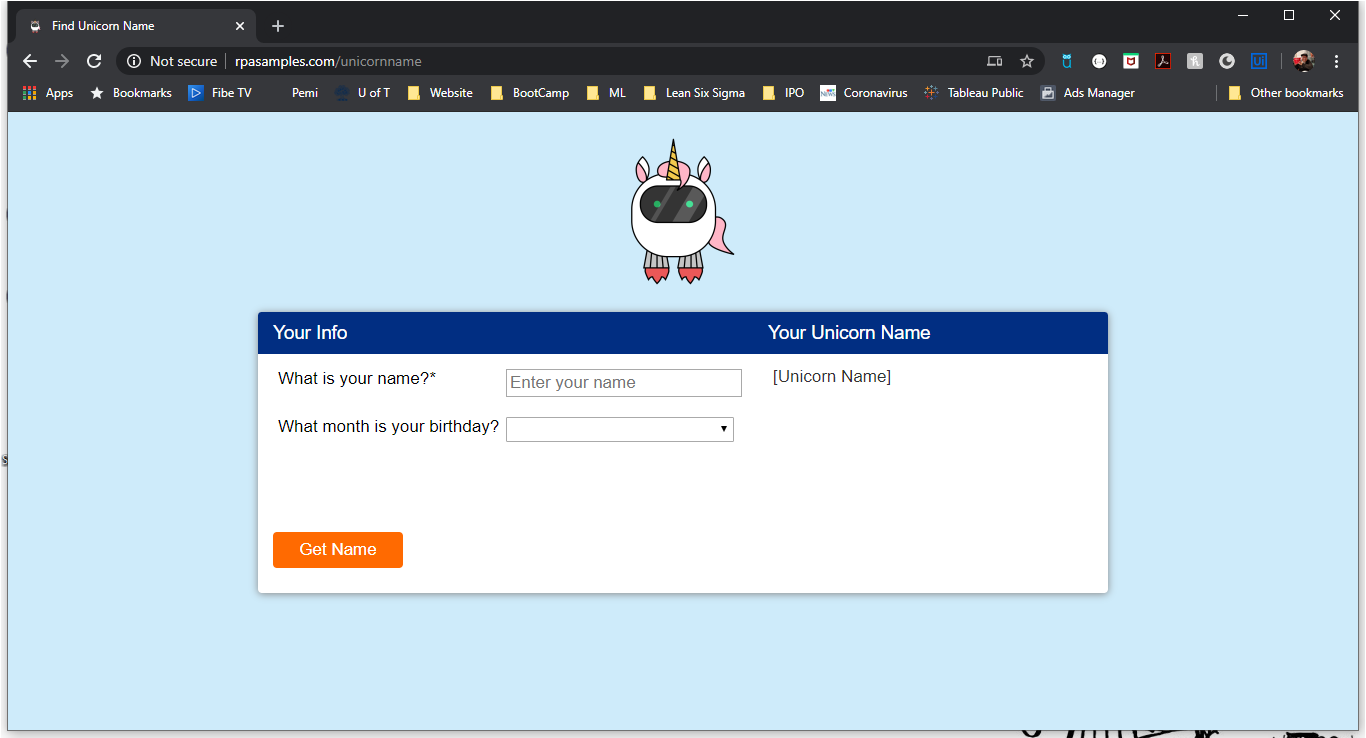 Find Unicorn Name
Not secure rpasamples.com/unicornname
Apps Bookmarks Fibe TV Pemi U of T Website BootCamp ML Lean Six Sigma IPO NEWS Coronavirus Tableau Public Ads Manager Other bookmarks
Your Info Your Unicorn Name
What is your name?* Enter your name [Unicorn Name]
What month is your birthday?
Get Name